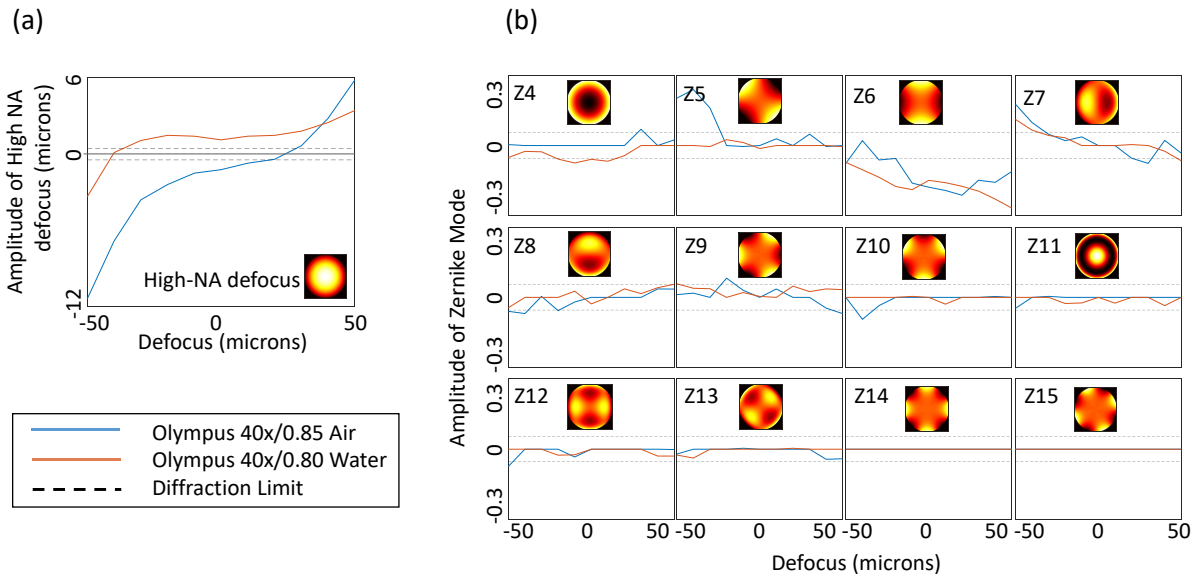 (a)
(b)
Amplitude of High NA
defocus (microns)
6
0
-12
High-NA defocus
-50
0
50
Defocus (microns)
Olympus 40x/0.85 Air
Olympus 40x/0.80 Water
Diffraction Limit
Amplitude of Zernike Mode
0.3
0
-0.3
Z4
Z5
Z6
Z7
0.3
0
-0.3
Z8
Z9
Z10
Z11
0.3
0
-0.3
Z12
Z13
Z14
Z15
-50
0
50
-50
0
50
-50
0
50
-50
0
50
Defocus (microns)